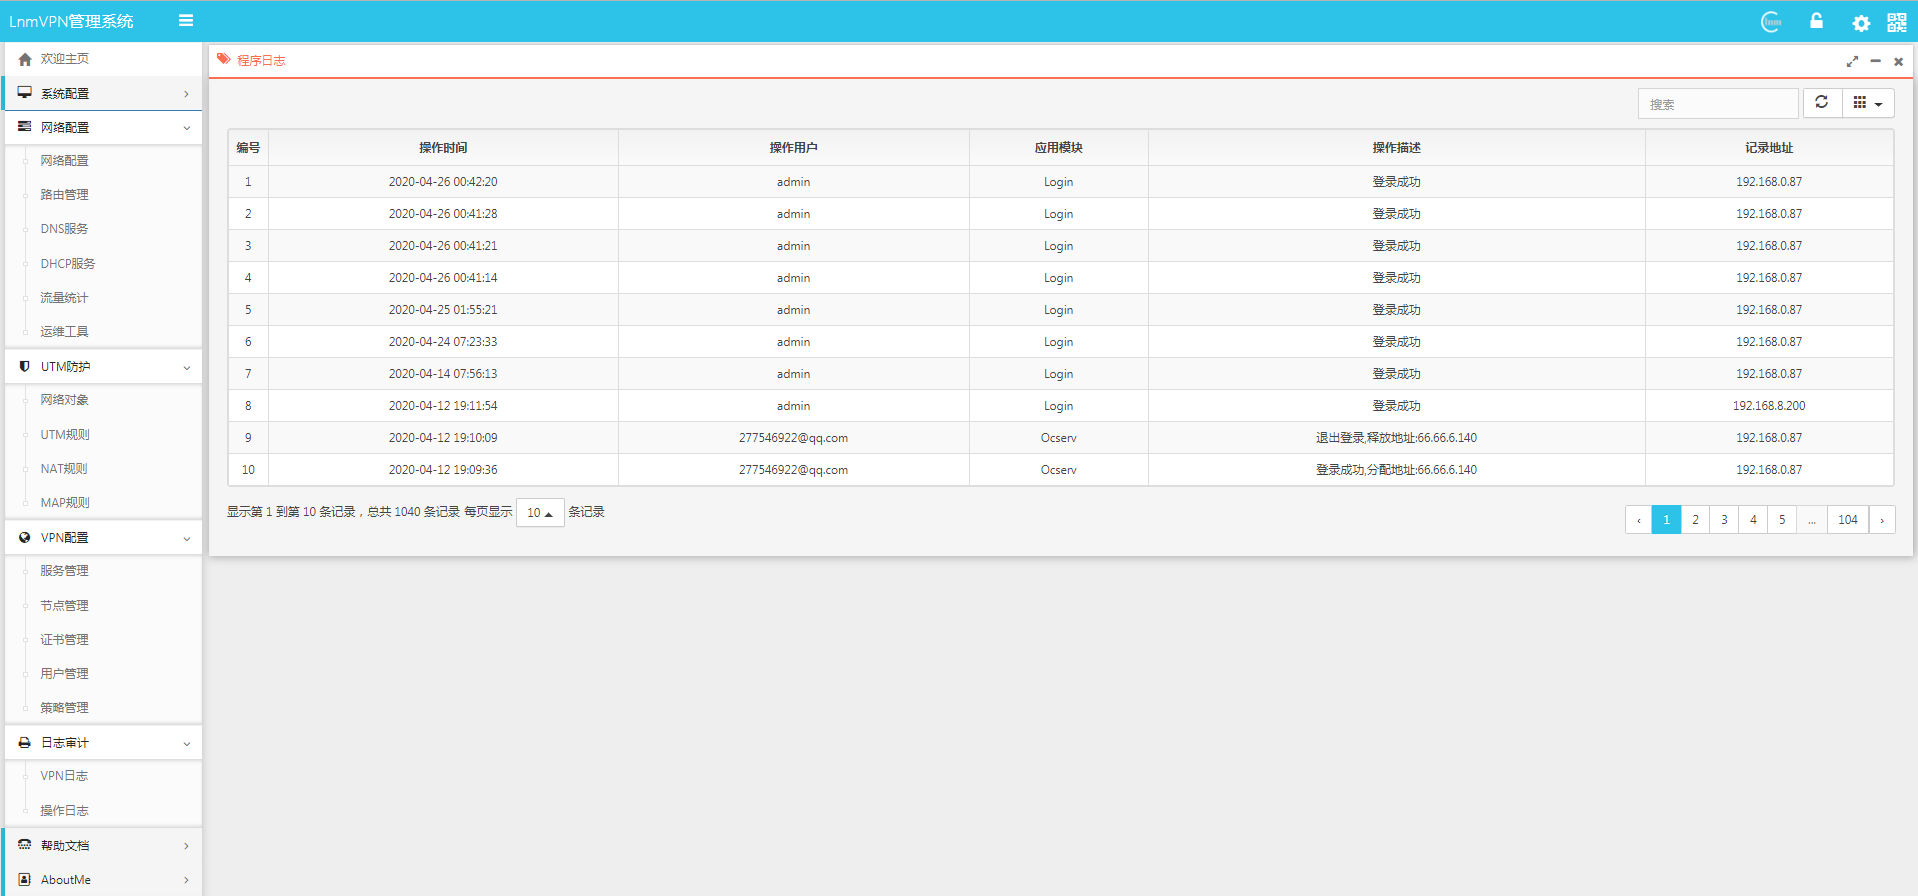 LnmVPN管理系统
欢迎主页
系统配置
网络配置
网络配置
路由管理
DNS服务
DHCP服务
流量统计
运维工具
UTM防护
网络对象
UTM规则
NAT规则
MAP规则
VPN配置
服务管理
节点管理
证书管理
用户管理
策略管理
日志审计
VPN日志
操作日志
帮助文档
AboutMe
lnm
程序日志
搜索
编号 操作时间 操作用户 应用模块 操作描述 记录地址
1 2020-04-26 00:42:20 admin Login 登录成功 192.168.0.87
2 2020-04-26 00:41:28 admin Login 登录成功 192.168.0.87
3 2020-04-26 00:41:21 admin Login 登录成功 192.168.0.87
4 2020-04-26 00:41:14 admin Login 登录成功 192.168.0.87
5 2020-04-25 01:55:21 admin Login 登录成功 192.168.0.87
6 2020-04-24 07:23:33 admin Login 登录成功 192.168.0.87
7 2020-04-14 07:56:13 admin Login 登录成功 192.168.0.87
8 2020-04-12 19:11:54 admin Login 登录成功 192.168.8.200
9 2020-04-12 19:10:09 277546922@qq.com Ocserv 退出登录,释放地址:66.66.6.140 192.168.0.87
10 2020-04-12 19:09:36 277546922@qq.com Ocserv 登录成功,分配地址:66.66.6.140 192.168.0.87
显示第 1 到第 10 条记录，总共 1040 条记录 每页显示 10 条记录
‹ 1 2 3 4 5 ... 104 ›